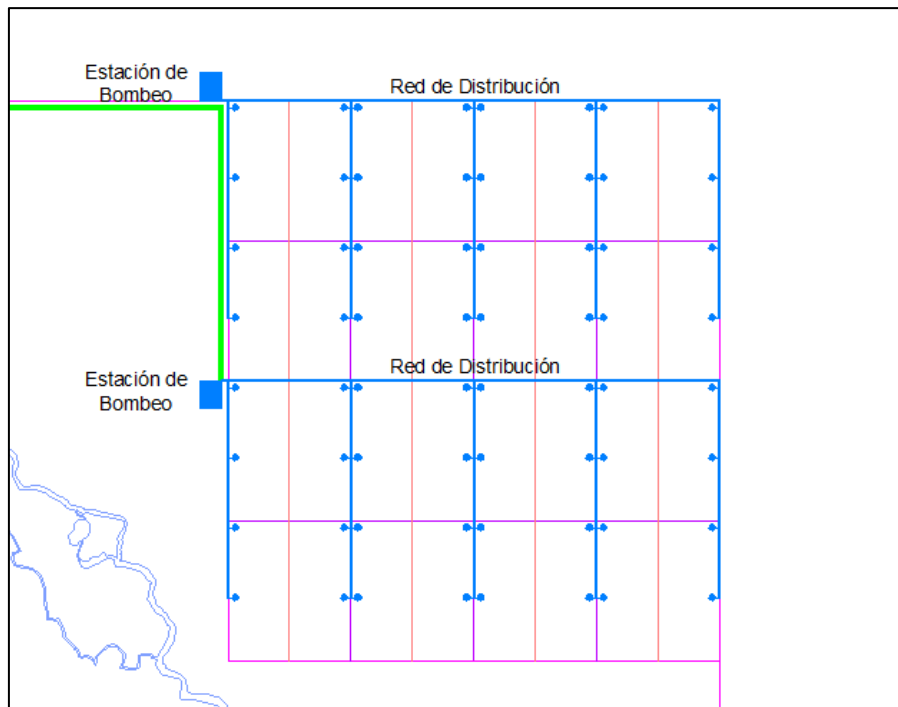 Estación de
Bombeo
Red de Distribución
Red de Distribución
Estación de
Bombeo